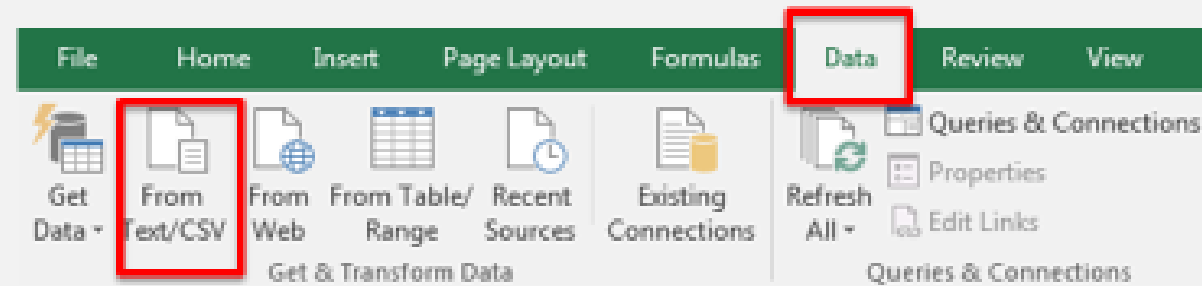 File Home Insert Page Layout Formulas Data Review View
Get Data
From Text/CSV
From Web
From Table/ Range
Recent Sources
Existing Connections
Refresh All
Queries & Connections
Properties
Edit Links
Get & Transform Data
Queries & Connections